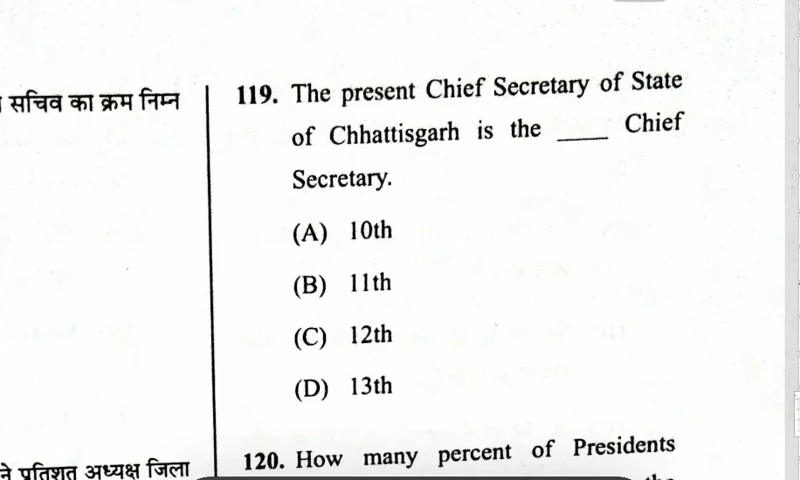 सचिव का क्रम निम्न
119. The present Chief Secretary of State
of Chhattisgarh is the ____ Chief
Secretary.
(A) 10th
(B) 11th
(C) 12th
(D) 13th
ने प्रतिशत अध्यक्ष जिला
120. How many percent of Presidents
the